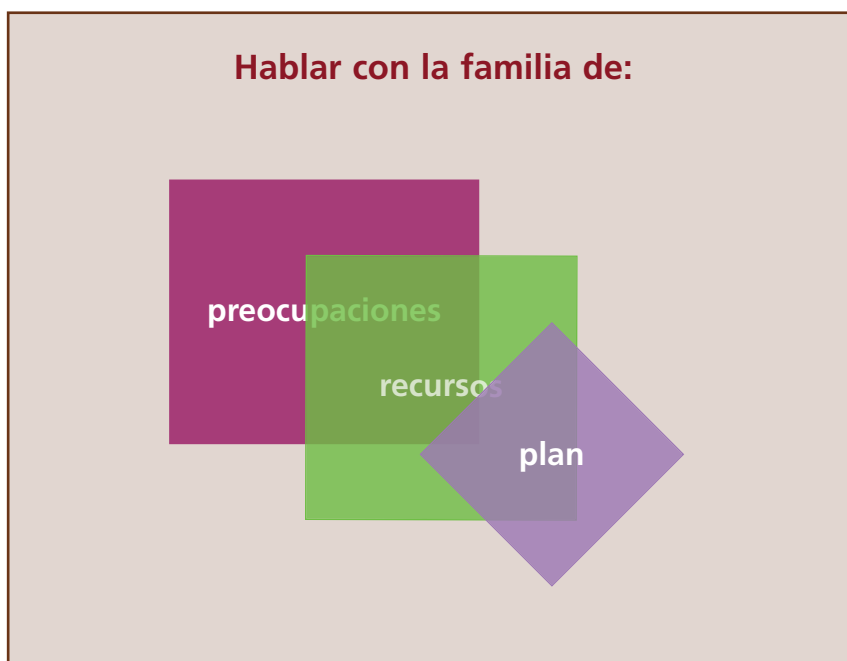 Hablar con la familia de:
preocupaciones
recursos
plan